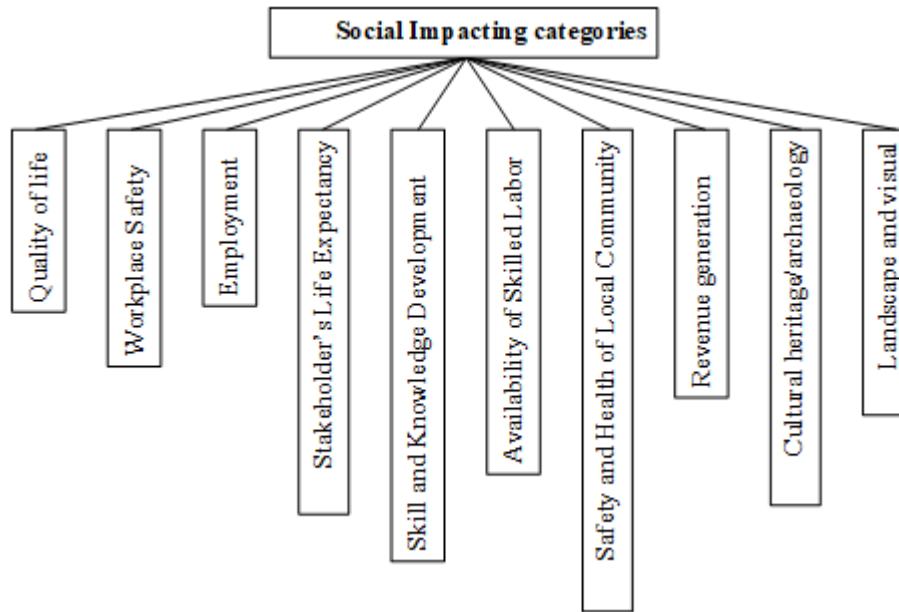 Social Impacting categories
Quality of life
Workplace Safety
Employment
Stakeholder's Life Expectancy
Skill and Knowledge Development
Availability of Skilled Labor
Safety and Health of Local Community
Revenue generation
Cultural heritage/archaeology
Landscape and visual